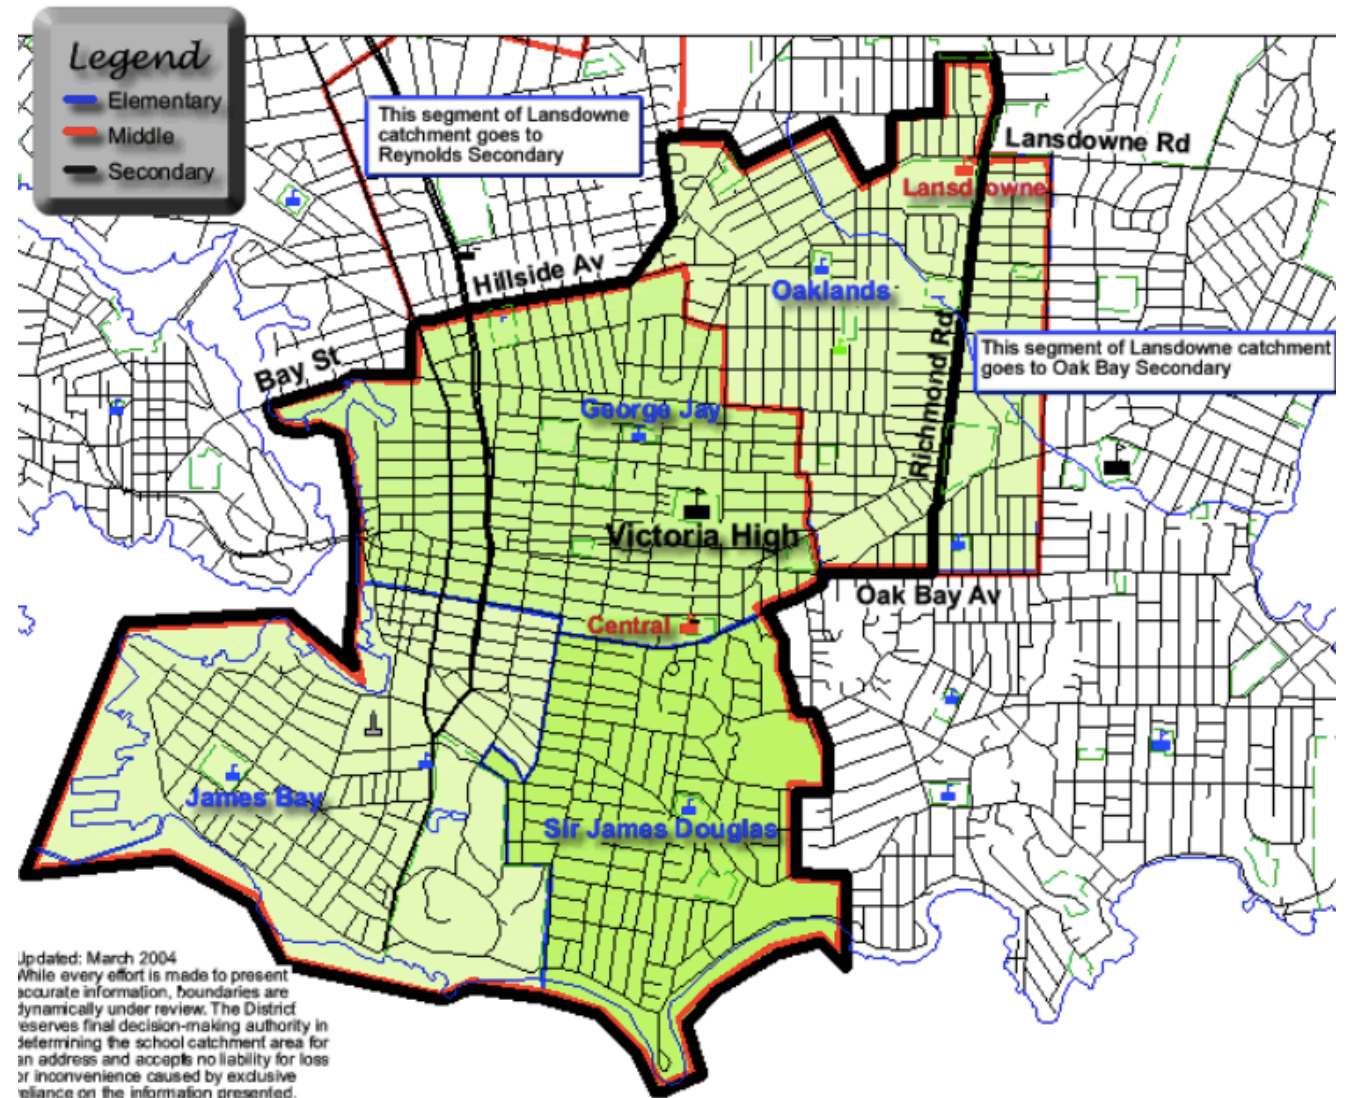 Legend
Elementary
Middle
Secondary
This segment of Lansdowne
catchment goes to
Reynolds Secondary
Lansdowne Rd
Lansdowne
Hillside Av
Oaklands
Bay St
This segment of Lansdowne catchment
goes to Oak Bay Secondary
Richmond Rd
George Jay
Victoria High
Oak Bay Av
Central
James Bay
Sir James Douglas
Updated: March 2004
While every effort is made to present
accurate information, boundaries are
dynamically under review. The District
reserves final decision-making authority in
determining the school catchment area for
an address and accepts no liability for loss
or inconvenience caused by exclusive
reliance on the information presented.